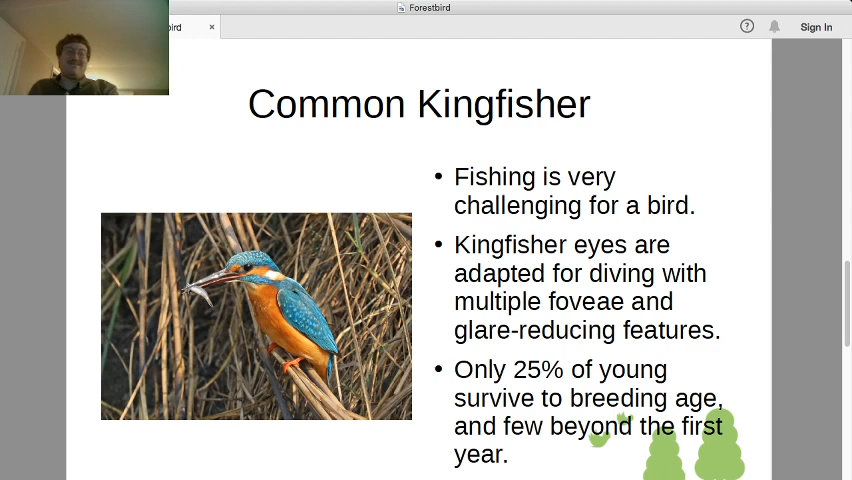 Forestbird
bird
Sign In
Common Kingfisher
• Fishing is very
challenging for a bird.
• Kingfisher eyes are
adapted for diving with
multiple foveae and
glare-reducing features.
• Only 25% of young
survive to breeding age,
and few beyond the first
year.